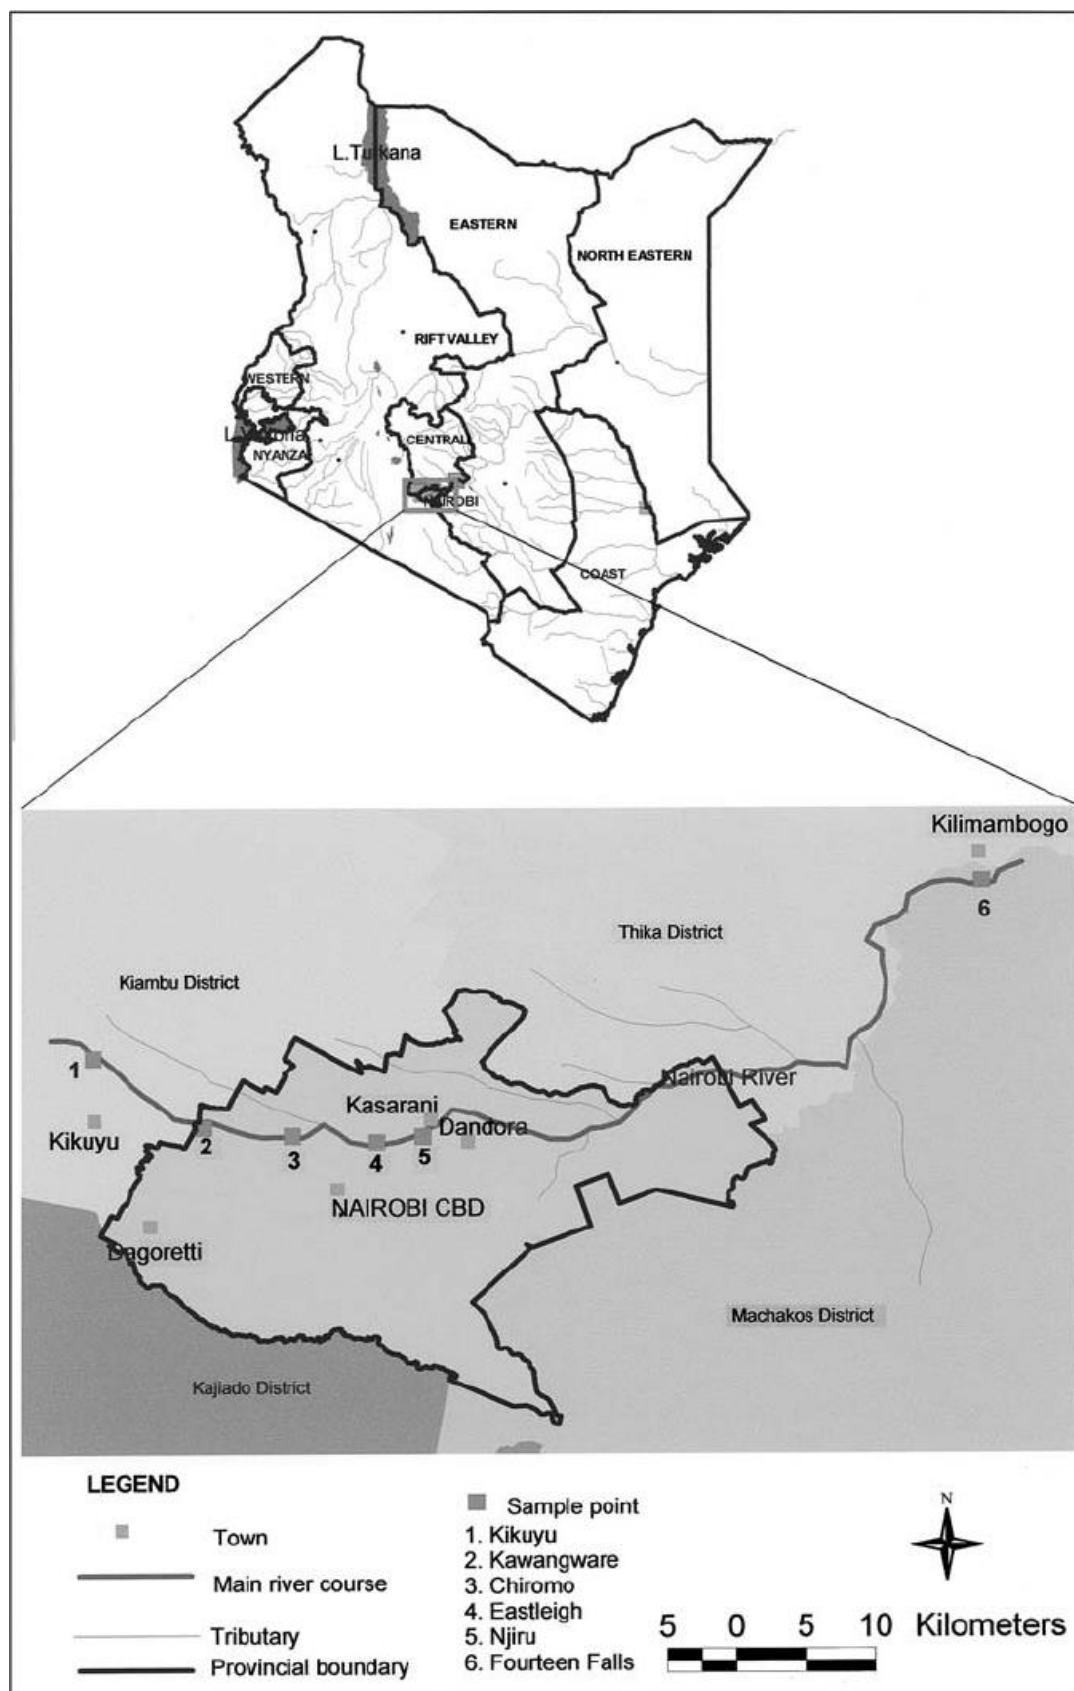 L.Turkana
EASTERN
NORTH EASTERN
RIFT VALLEY
WESTERN
L.Victoria
CENTRAL
NYANZA
NAIROBI
COAST
Kilimambogo
6
Thika District
Kiambu District
1
Nairobi River
Kasarani
Dandora
Kikuyu
2
3
4
5
NAIROBI CBD
Dagoretti
Machakos District
Kajiado District
LEGEND
Town
Main river course
Tributary
Provincial boundary
Sample point
1. Kikuyu
2. Kawangware
3. Chiromo
4. Eastleigh
5. Njiru
6. Fourteen Falls
N
5 0 5 10 Kilometers